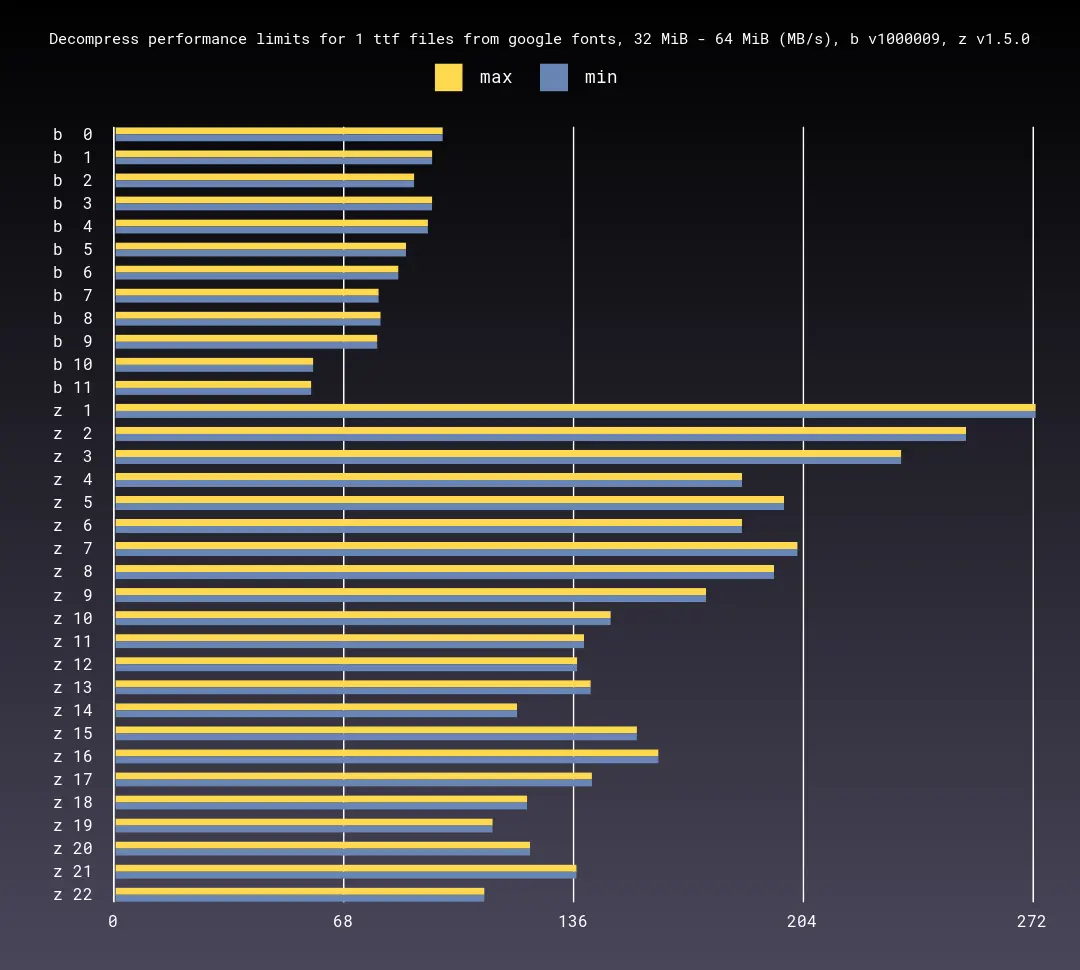 Decompress performance limits for 1 ttf files from google fonts, 32 MiB - 64 MiB (MB/s), b v1000009, z v1.5.0
max min
b 0
b 1
b 2
b 3
b 4
b 5
b 6
b 7
b 8
b 9
b 10
b 11
z 1
z 2
z 3
z 4
z 5
z 6
z 7
z 8
z 9
z 10
z 11
z 12
z 13
z 14
z 15
z 16
z 17
z 18
z 19
z 20
z 21
z 22
0 68 136 204 272